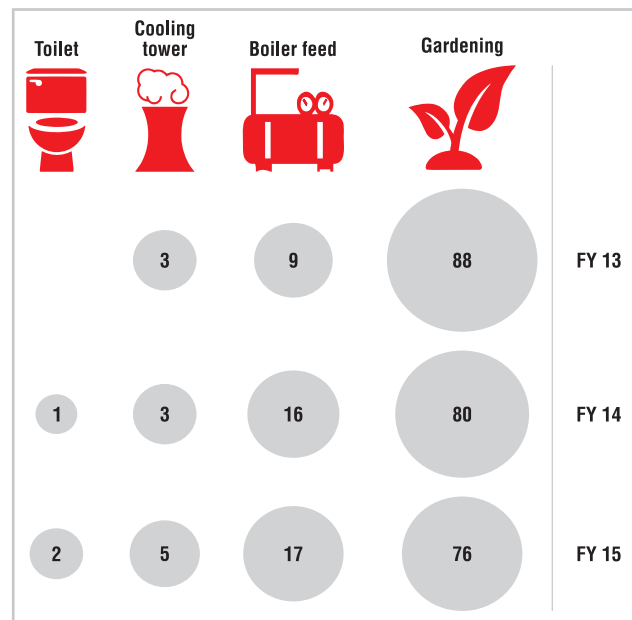 Toilet
Cooling
tower
Boiler feed
Gardening
3
9
88
FY 13
1
3
16
80
FY 14
2
5
17
76
FY 15